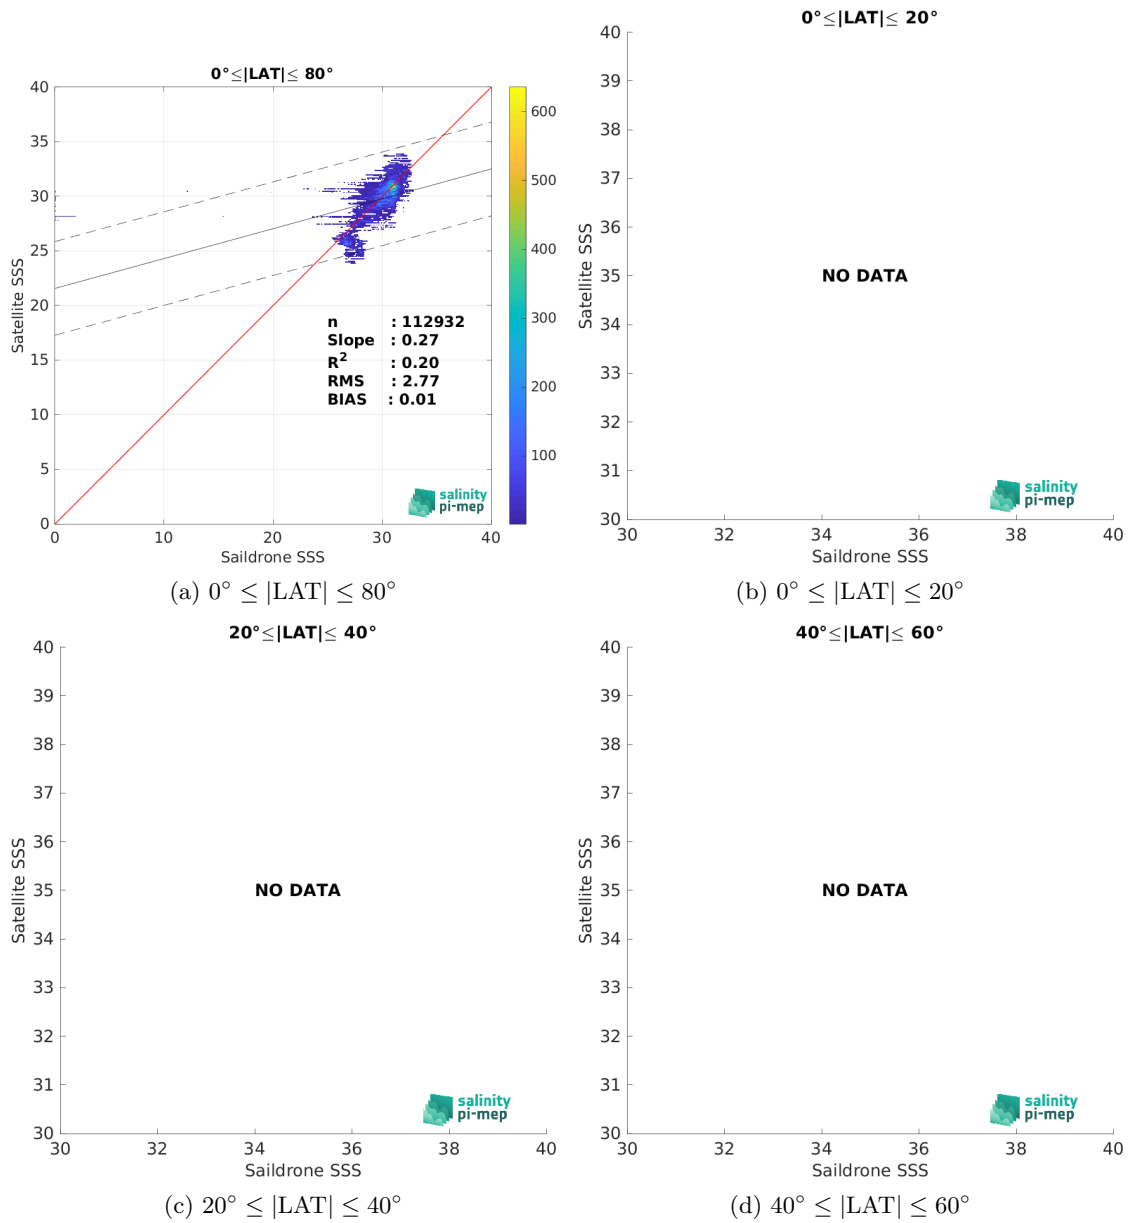 0°≤|LAT|≤ 80°
40
35
30
25
20
15
10
5
0
Satellite SSS
0
10
20
30
40
Saildrone SSS
600
500
400
300
200
100
n : 112932
Slope : 0.27
R² : 0.20
RMS : 2.77
BIAS : 0.01
salinity
pi-mep
(a) 0° ≤ |LAT| ≤ 80°
0°≤|LAT|≤ 20°
40
39
38
37
36
35
34
33
32
31
30
Satellite SSS
NO DATA
salinity
pi-mep
30
32
34
36
38
40
Saildrone SSS
(b) 0° ≤ |LAT| ≤ 20°
20°≤|LAT|≤ 40°
40
39
38
37
36
35
34
33
32
31
30
Satellite SSS
NO DATA
salinity
pi-mep
30
32
34
36
38
40
Saildrone SSS
(c) 20° ≤ |LAT| ≤ 40°
40°≤|LAT|≤ 60°
40
39
38
37
36
35
34
33
32
31
30
Satellite SSS
NO DATA
salinity
pi-mep
30
32
34
36
38
40
Saildrone SSS
(d) 40° ≤ |LAT| ≤ 60°